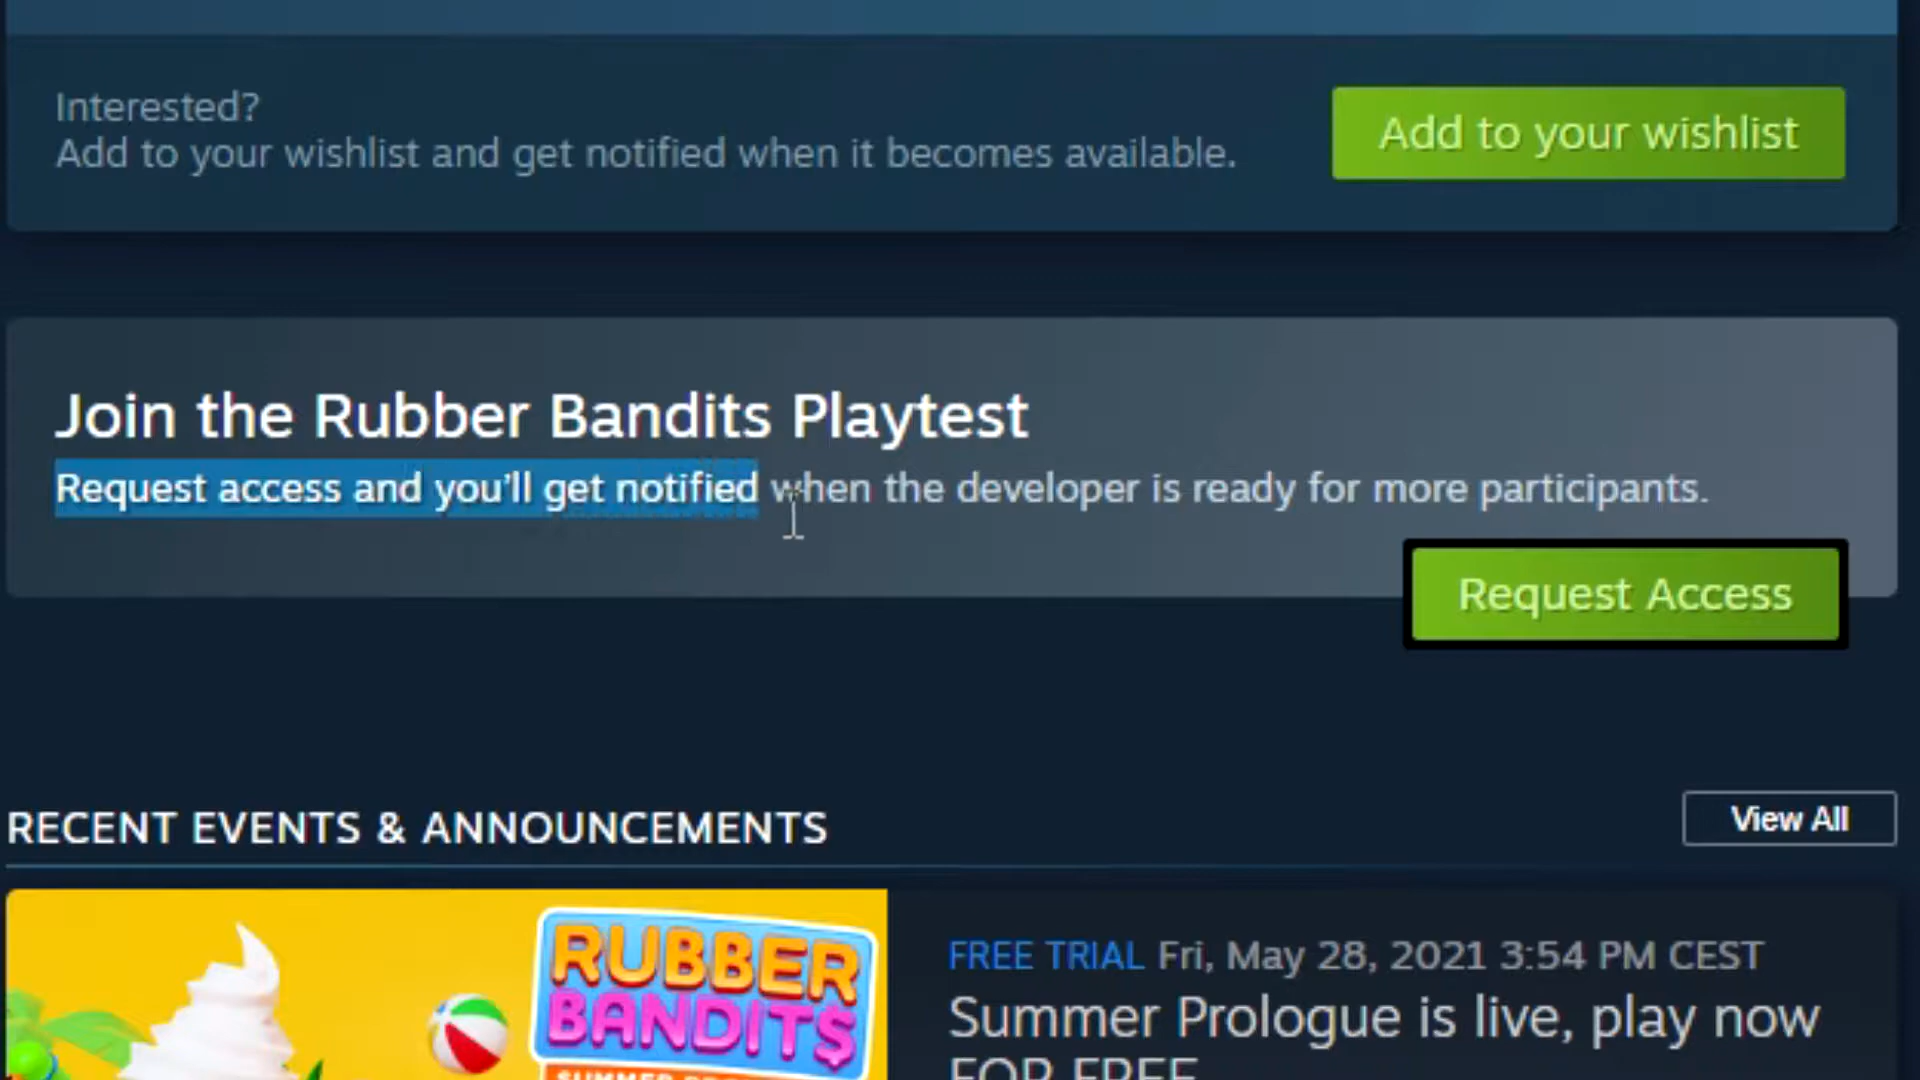 Interested?
Add to your wishlist and get notified when it becomes available.
Add to your wishlist
Join the Rubber Bandits Playtest
Request access and you'll get notified when the developer is ready for more participants.
Request Access
RECENT EVENTS & ANNOUNCEMENTS
View All
RUBBER
BANDITS
SUMMER
FREE TRIAL Fri, May 28, 2021 3:54 PM CEST
Summer Prologue is live, play now
FOR FREE